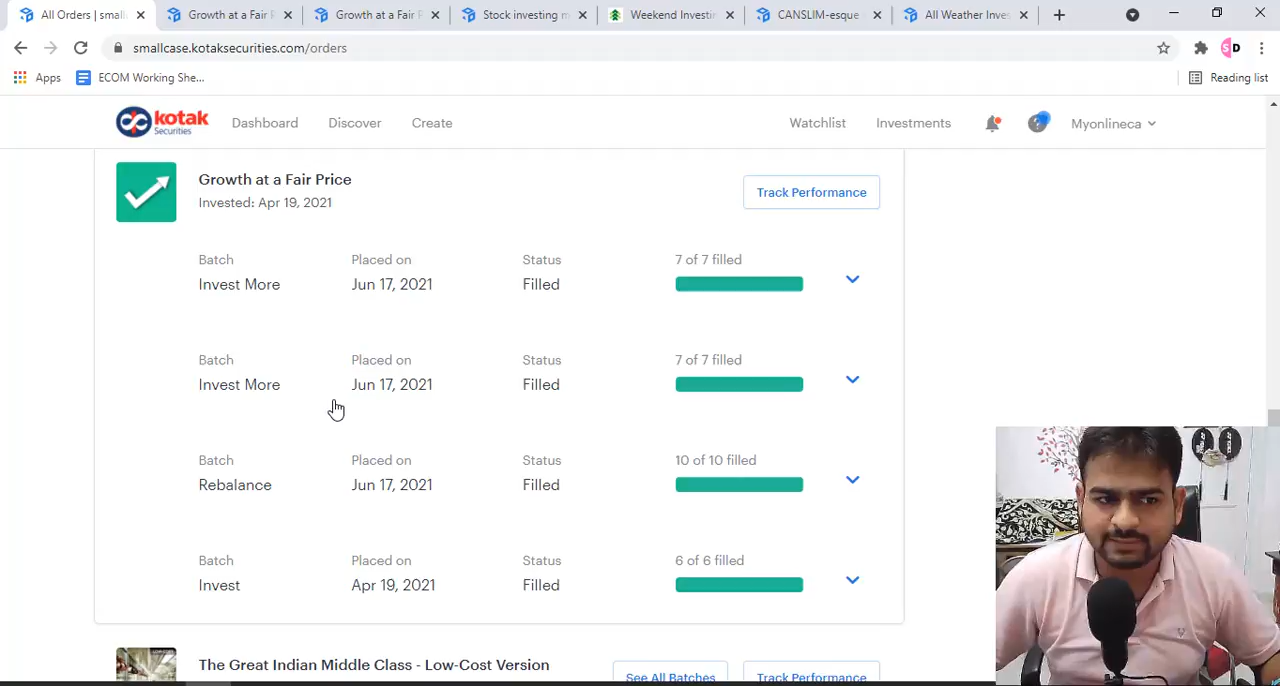 All Orders | small
Growth at a Fair P
Growth at a Fair P
Stock investing m
Weekend Investi
CANSLIM-esque
All Weather Inves
smallcase.kotaksecurities.com/orders
S D
Apps
ECOM Working She...
Reading list
kotak
Securities
Dashboard
Discover
Create
Watchlist
Investments
?
Myonlineca
Growth at a Fair Price
Invested: Apr 19, 2021
Track Performance
Batch
Placed on
Status
7 of 7 filled
Invest More
Jun 17, 2021
Filled
Batch
Placed on
Status
7 of 7 filled
Invest More
Jun 17, 2021
Filled
Batch
Placed on
Status
10 of 10 filled
Rebalance
Jun 17, 2021
Filled
Batch
Placed on
Status
6 of 6 filled
Invest
Apr 19, 2021
Filled
The Great Indian Middle Class - Low-Cost Version
See All Batches
Track Performance